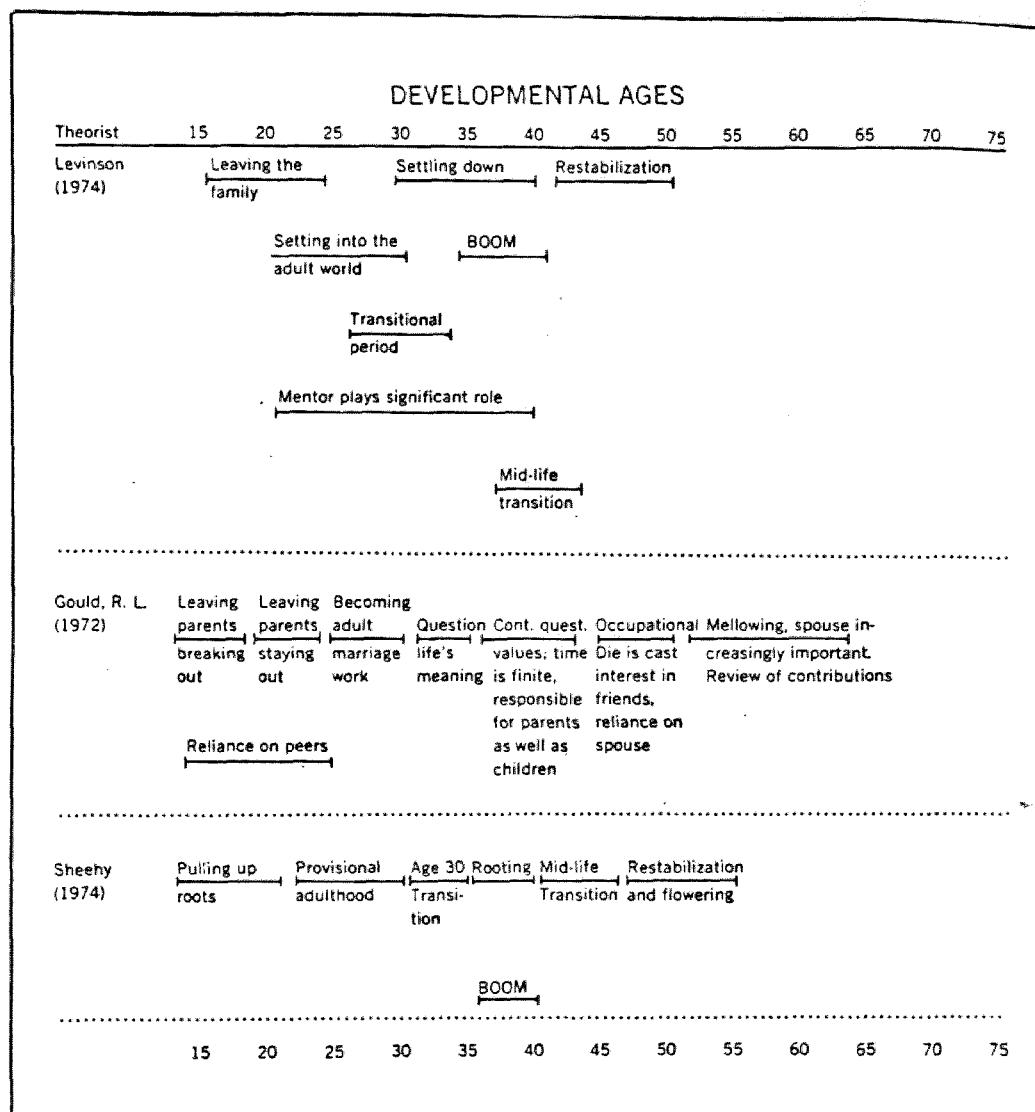 DEVELOPMENTAL AGES
Theorist 15 20 25 30 35 40 45 50 55 60 65 70 75
Levinson Leaving the Settling down Restabilization
(1974) family
Setting into the BOOM
adult world
Transitional
period
Mentor plays significant role
Mid-life
transition
Gould, R. L. Leaving Leaving Becoming
(1972) parents parents adult Question Cont. quest. Occupational Mellowing, spouse in-
breaking staying marriage life's values; time Die is cast creasingly important.
out out work meaning is finite, interest in Review of contributions
responsible friends,
Reliance on peers for parents reliance on
as well as spouse
children
Sheehy Pulling up Provisional Age 30 Rooting Mid-life Restabilization
(1974) roots adulthood Transi- Transition and flowering
tion
BOOM
15 20 25 30 35 40 45 50 55 60 65 70 75